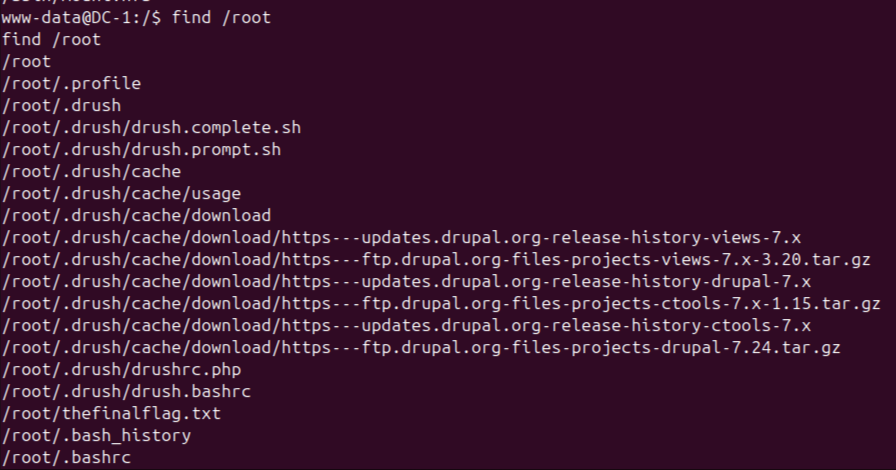 www-data@DC-1:/$ find /root
find /root
/root
/root/.profile
/root/.drush
/root/.drush/drush.complete.sh
/root/.drush/drush.prompt.sh
/root/.drush/cache
/root/.drush/cache/usage
/root/.drush/cache/download
/root/.drush/cache/download/https---updates.drupal.org-release-history-views-7.x
/root/.drush/cache/download/https---ftp.drupal.org-files-projects-views-7.x-3.20.tar.gz
/root/.drush/cache/download/https---updates.drupal.org-release-history-drupal-7.x
/root/.drush/cache/download/https---ftp.drupal.org-files-projects-ctools-7.x-1.15.tar.gz
/root/.drush/cache/download/https---updates.drupal.org-release-history-ctools-7.x
/root/.drush/cache/download/https---ftp.drupal.org-files-projects-drupal-7.24.tar.gz
/root/.drush/drushrc.php
/root/.drush/drush.bashrc
/root/thefinalflag.txt
/root/.bash_history
/root/.bashrc